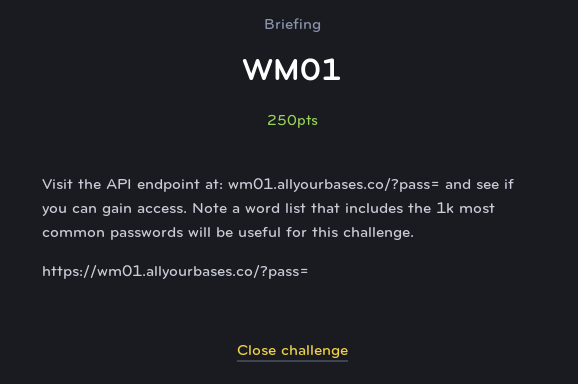 Briefing
WM01
250pts
Visit the API endpoint at: wm01.allyourbases.co/?pass= and see if
you can gain access. Note a word list that includes the 1k most
common passwords will be useful for this challenge.
https://wm01.allyourbases.co/?pass=
Close challenge